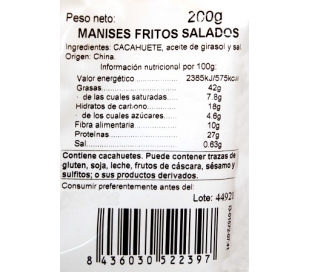 Peso neto: 200g
MANISES FRITOS SALADOS
Ingredientes: CACAHUETE, aceite de girasol y sal
Origen: China.
Información nutricional por 100g:
Valor energético............ 2385kJ/575kcal
Grasas............ 42g
· de las cuales saturadas..... 7.8g
Hidratos de carbono............ 18g
· de los cuales azúcares...... 4.6g
Fibra alimentaria............ 10g
Proteínas............ 27g
Sal............ 0.63g
Contiene cacahuetes. Puede contener trazas de
gluten, soja, leche, frutos de cáscara, sésamo y
sulfitos; o sus productos derivados.
Consumir preferentemente antes del
Lote: 44920
8 436030 522397